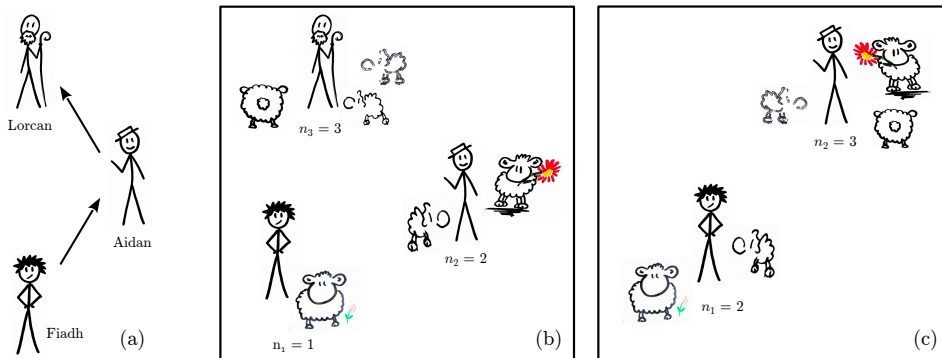 Lorcan
Aidan
Fiadh
(a)
n₃ = 3
n₂ = 2
n₁ = 1
(b)
n₂ = 3
n₁ = 2
(c)